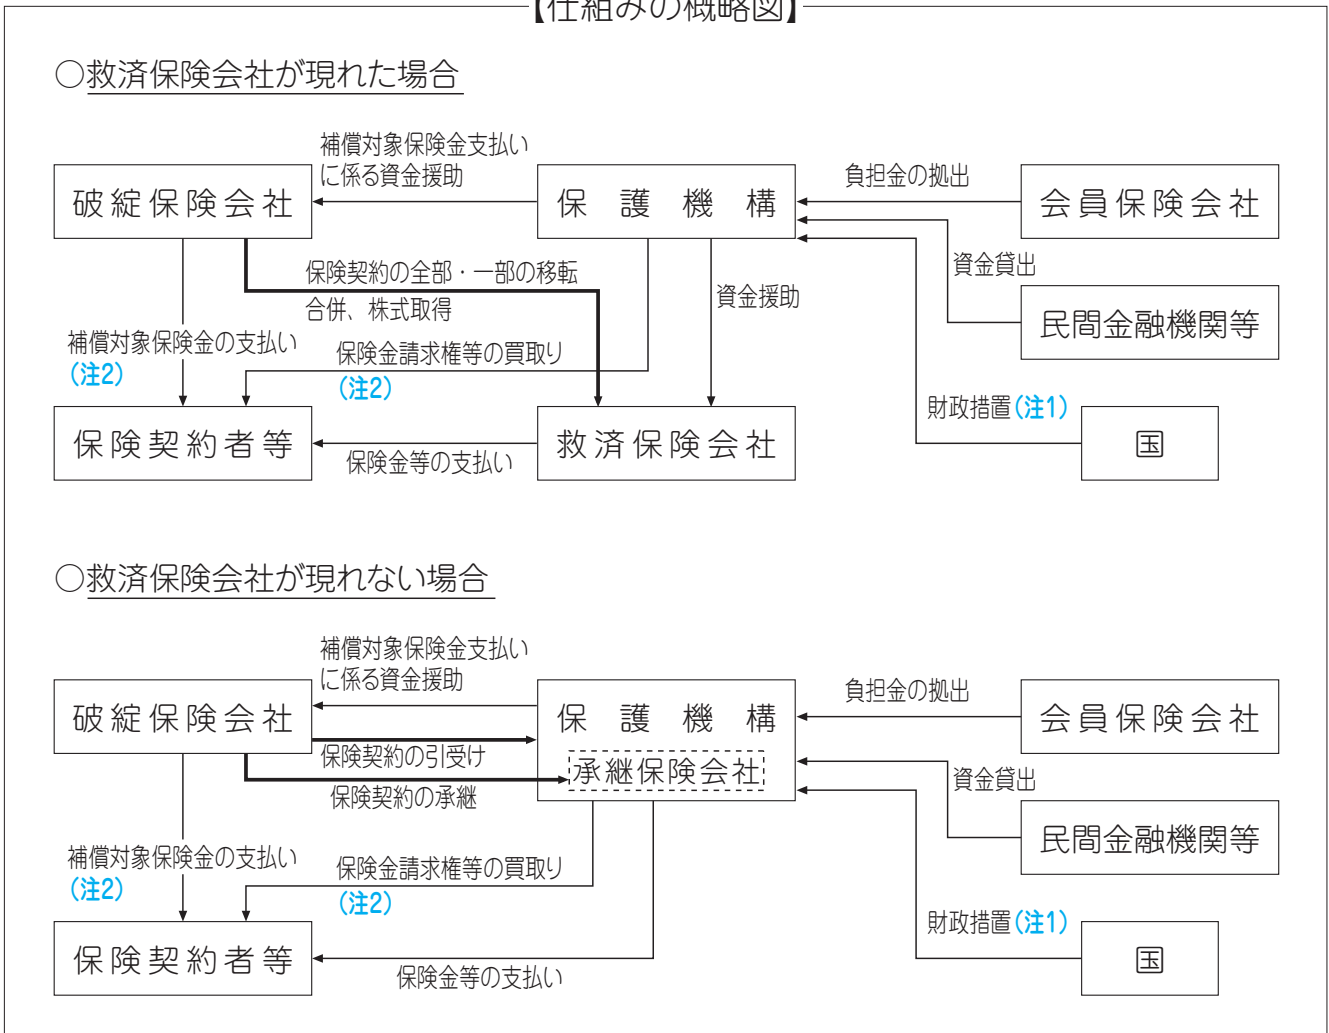 【仕組みの概略図】
○救済保険会社が現れた場合
補償対象保険金支払い
に係る資金援助
負担金の拠出
破綻保険会社
保護機構
会員保険会社
資金貸出
保険契約の全部・一部の移転
合併、株式取得
資金援助
民間金融機関等
補償対象保険金の支払い
(注2)
保険金請求権等の買取り
(注2)
財政措置(注1)
保険契約者等
保険金等の支払い
救済保険会社
国
○救済保険会社が現れない場合
補償対象保険金支払い
に係る資金援助
負担金の拠出
破綻保険会社
保護機構
会員保険会社
保険契約の引受け
承継保険会社
保険契約の承継
資金貸出
民間金融機関等
補償対象保険金の支払い
(注2)
保険金請求権等の買取り
(注2)
財政措置(注1)
保険契約者等
保険金等の支払い
国